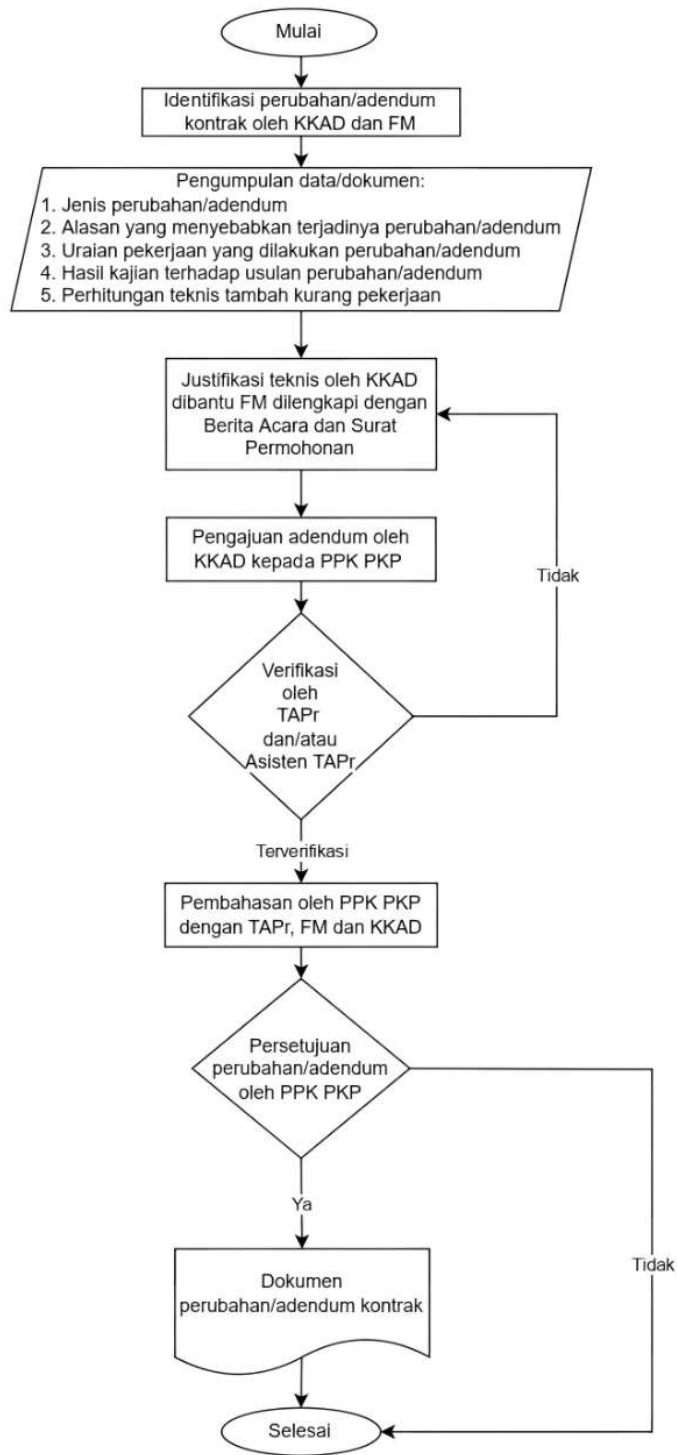 Mulai
Identifikasi perubahan/adendum
kontrak oleh KKAD dan FM
Pengumpulan data/dokumen:
1. Jenis perubahan/adendum
2. Alasan yang menyebabkan terjadinya perubahan/adendum
3. Uraian pekerjaan yang dilakukan perubahan/adendum
4. Hasil kajian terhadap usulan perubahan/adendum
5. Perhitungan teknis tambah kurang pekerjaan
Justifikasi teknis oleh KKAD
dibantu FM dilengkapi dengan
Berita Acara dan Surat
Permohonan
Pengajuan adendum oleh
KKAD kepada PPK PKP
Tidak
Verifikasi
oleh
TAPr
dan/atau
Asisten TAPr
Terverifikasi
Pembahasan oleh PPK PKP
dengan TAPr, FM dan KKAD
Persetujuan
perubahan/adendum
oleh PPK PKP
Ya
Tidak
Dokumen
perubahan/adendum kontrak
Selesai